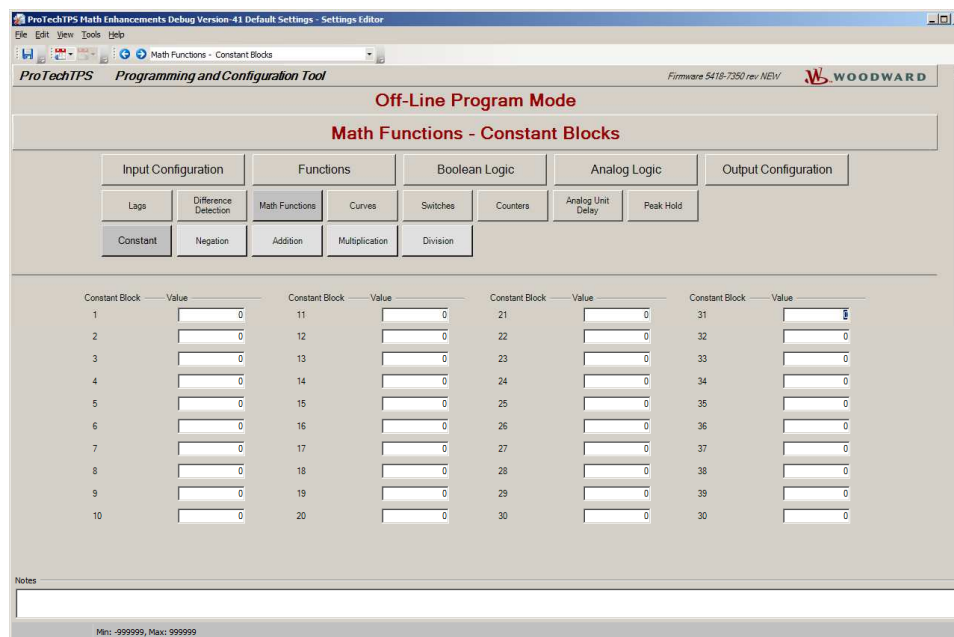 ProTechTPS Math Enhancements Debug Version-41 Default Settings - Settings Editor
File Edit View Tools Help
Math Functions - Constant Blocks
ProTechTPS Programming and Configuration Tool Firmware 5418-7350 rev NEW WOODWARD
Off-Line Program Mode
Math Functions - Constant Blocks
Input Configuration Functions Boolean Logic Analog Logic Output Configuration
Lags Difference Detection Math Functions Curves Switches Counters Analog Unit Delay Peak Hold
Constant Negation Addition Multiplication Division
Constant Block Value Constant Block Value Constant Block Value Constant Block Value
1 0 11 0 21 0 31 0
2 0 12 0 22 0 32 0
3 0 13 0 23 0 33 0
4 0 14 0 24 0 34 0
5 0 15 0 25 0 35 0
6 0 16 0 26 0 36 0
7 0 17 0 27 0 37 0
8 0 18 0 28 0 38 0
9 0 19 0 29 0 39 0
10 0 20 0 30 0 30 0
Notes
Min: -999999, Max: 999999